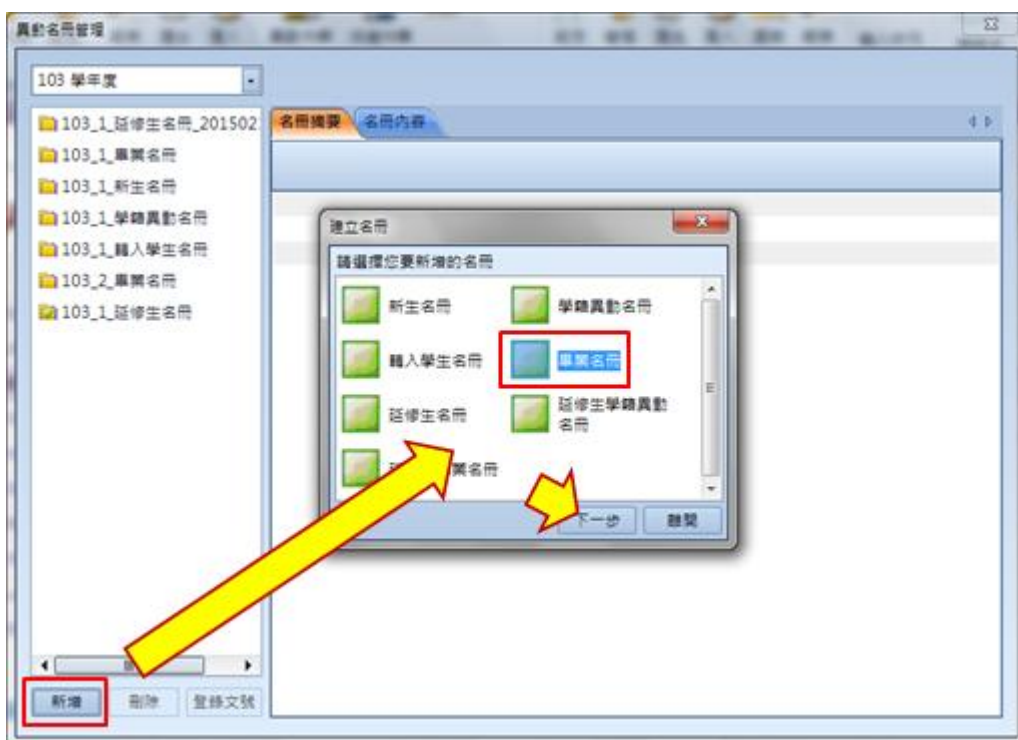 異動名冊管理
103 學年度
103_1_延修生名冊_201502
103_1_畢業名冊
103_1_新生名冊
103_1_學籍異動名冊
103_1_轉入學生名冊
103_2_畢業名冊
103_1_延修生名冊
名冊摘要 名冊內容
建立名冊
請選擇您要新增的名冊
新生名冊 學籍異動名冊
轉入學生名冊 畢業名冊
延修生名冊 延修生學籍異動
名冊
業名冊
下一步 離開
新增 刪除 登錄文號